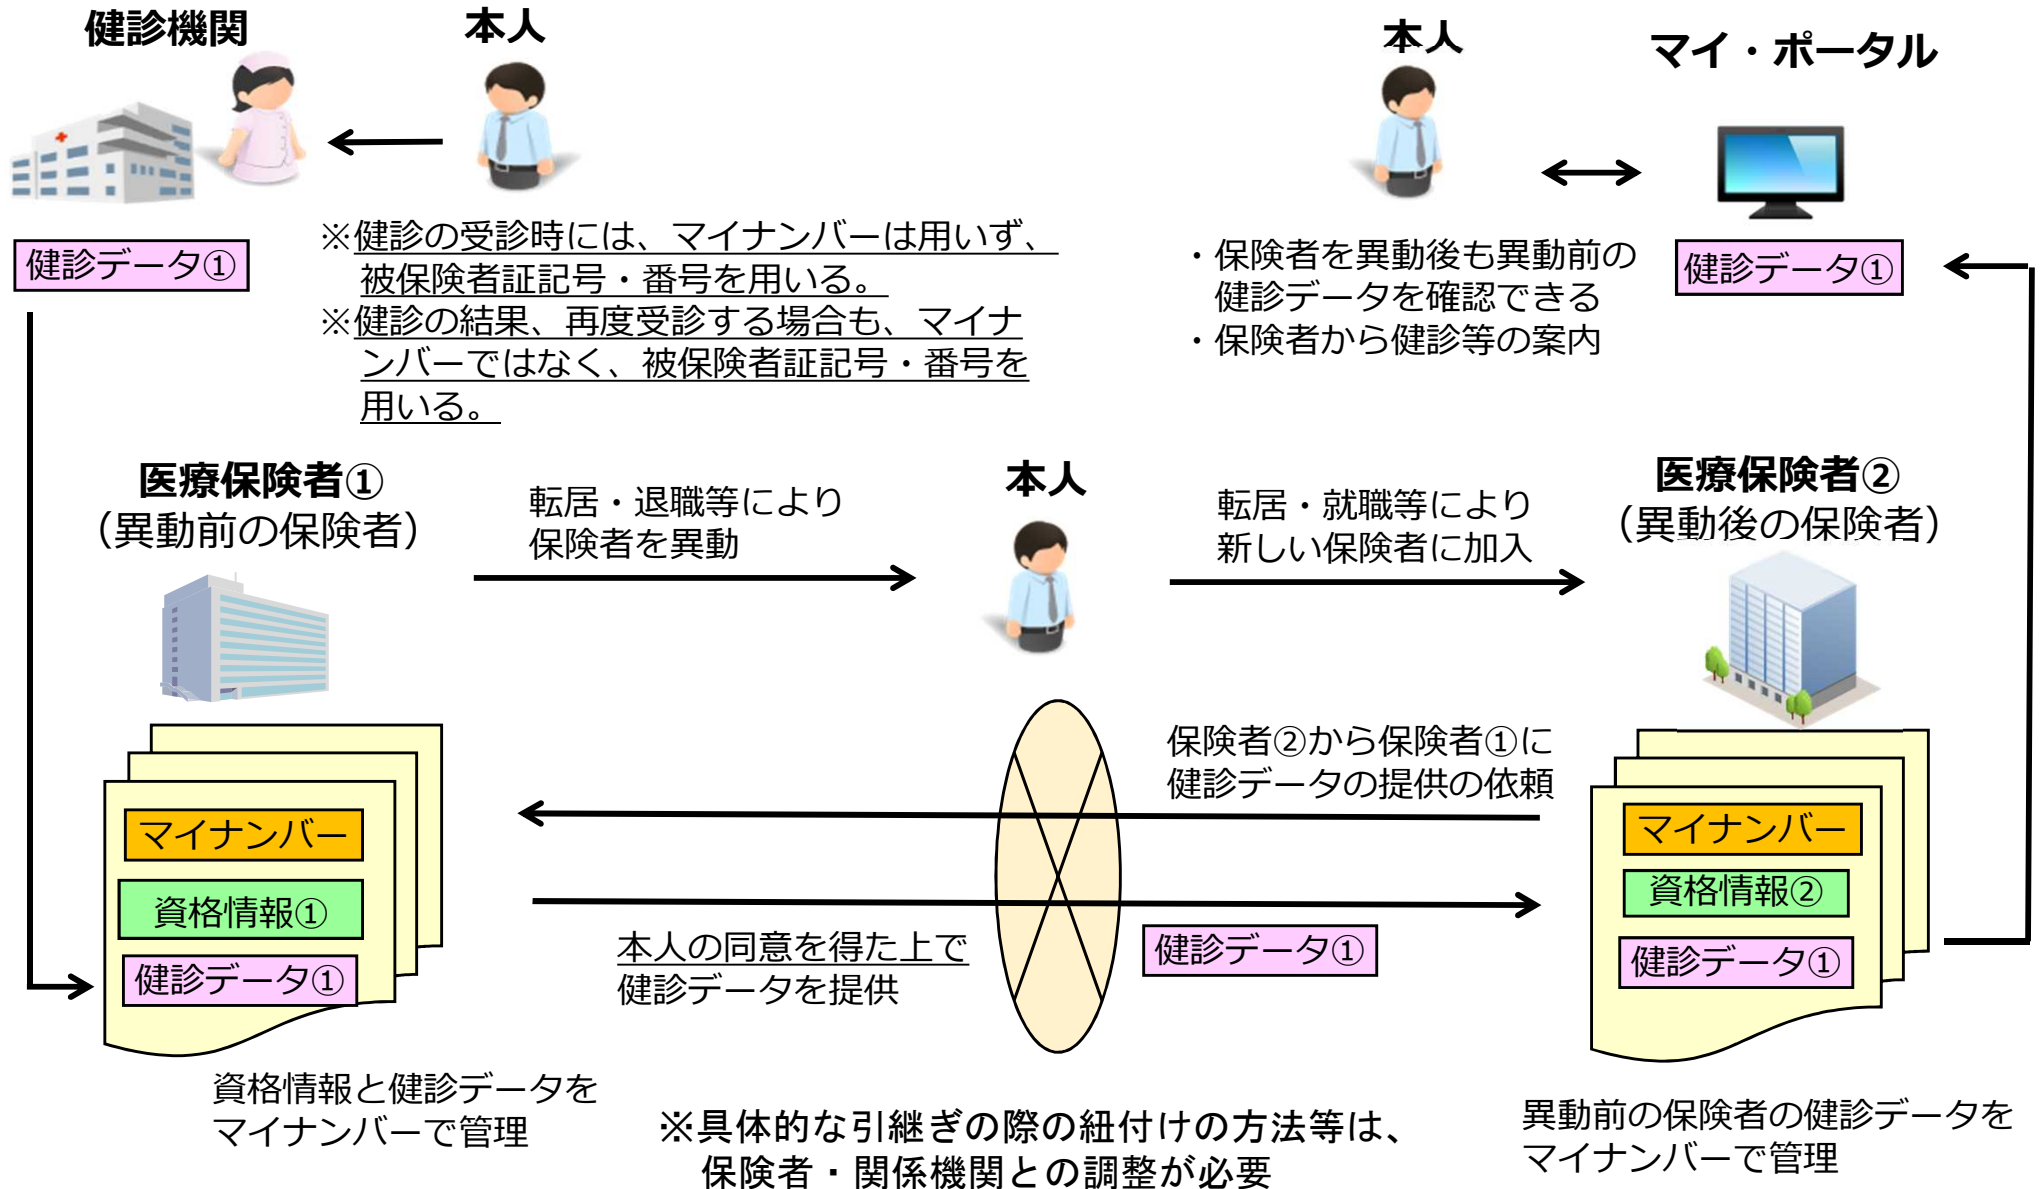 健診機関
本人
健診データ①
※健診の受診時には、マイナンバーは用いず、
被保険者証記号・番号を用いる。
※健診の結果、再度受診する場合も、マイナ
ンバーではなく、被保険者証記号・番号を
用いる。
本人
マイ・ポータル
・保険者を異動後も異動前の
健診データを確認できる
・保険者から健診等の案内
健診データ①
医療保険者①
（異動前の保険者）
転居・退職等により
保険者を異動
本人
転居・就職等により
新しい保険者に加入
医療保険者②
（異動後の保険者）
マイナンバー
資格情報①
健診データ①
保険者②から保険者①に
健診データの提供の依頼
本人の同意を得た上で
健診データを提供
健診データ①
マイナンバー
資格情報②
健診データ①
資格情報と健診データを
マイナンバーで管理
※具体的な引継ぎの際の紐付けの方法等は、
保険者・関係機関との調整が必要
異動前の保険者の健診データを
マイナンバーで管理